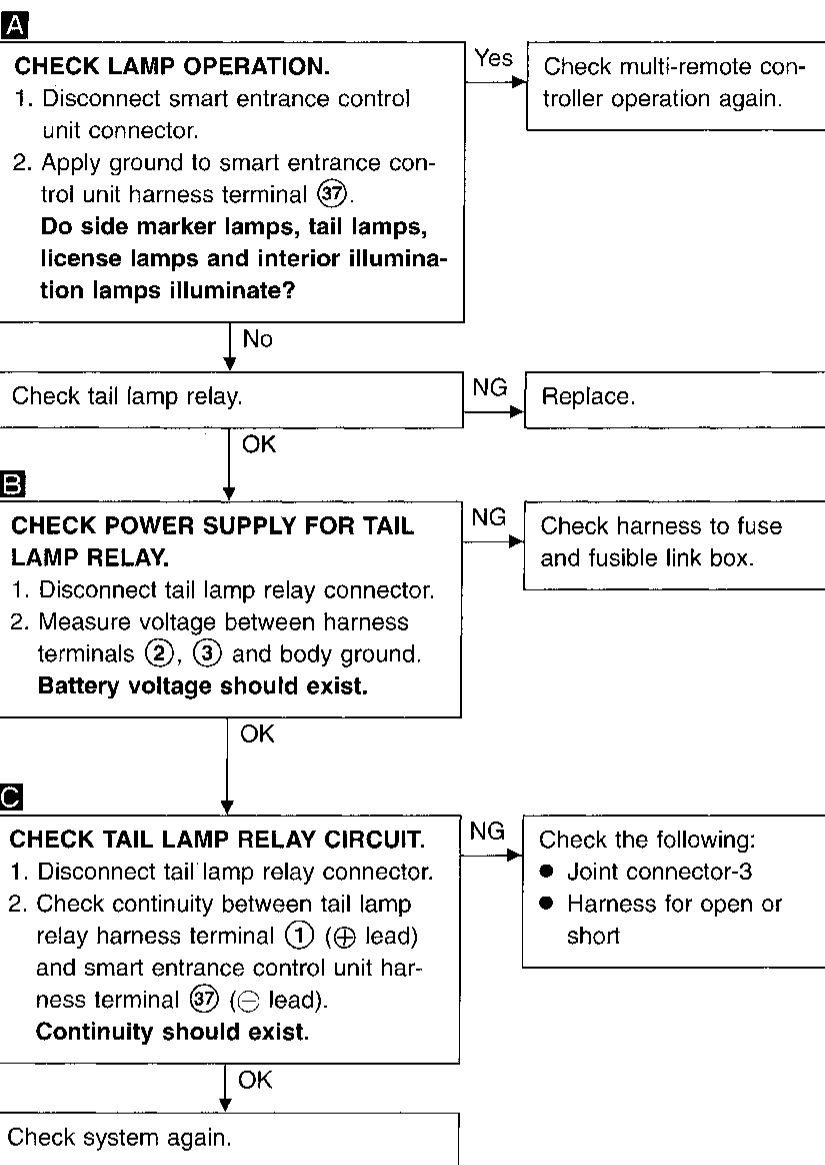 A
CHECK LAMP OPERATION.
1. Disconnect smart entrance control
unit connector.
2. Apply ground to smart entrance con-
trol unit harness terminal 37.
Do side marker lamps, tail lamps,
license lamps and interior illumina-
tion lamps illuminate?
Yes
Check multi-remote con-
troller operation again.
No
Check tail lamp relay.
NG
Replace.
OK
B
CHECK POWER SUPPLY FOR TAIL
LAMP RELAY.
1. Disconnect tail lamp relay connector.
2. Measure voltage between harness
terminals ②, ③ and body ground.
Battery voltage should exist.
NG
Check harness to fuse
and fusible link box.
OK
C
CHECK TAIL LAMP RELAY CIRCUIT.
1. Disconnect tail lamp relay connector.
2. Check continuity between tail lamp
relay harness terminal ① (⊕ lead)
and smart entrance control unit har-
ness terminal 37 (⊖ lead).
Continuity should exist.
NG
Check the following:
● Joint connector-3
● Harness for open or
short
OK
Check system again.